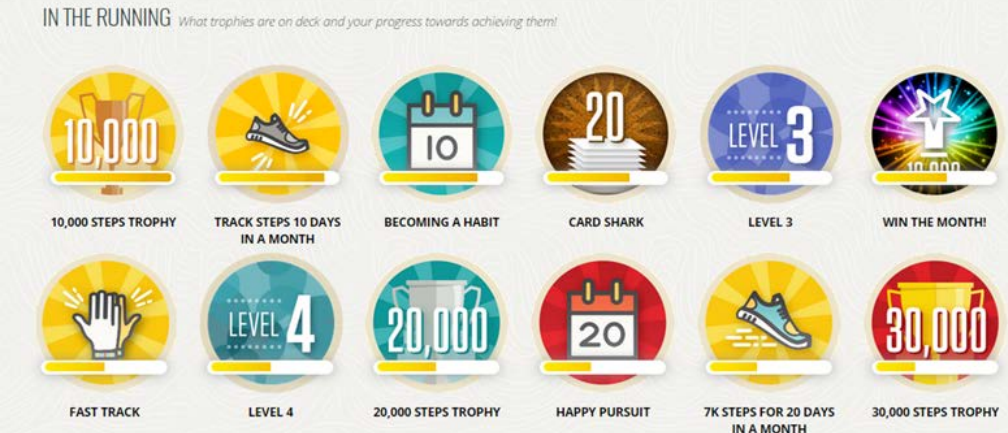 IN THE RUNNING What trophies are on deck and your progress towards achieving them!
10,000
10
20
LEVEL 3
10,000
10,000 STEPS TROPHY
TRACK STEPS 10 DAYS
IN A MONTH
BECOMING A HABIT
CARD SHARK
LEVEL 3
WIN THE MONTH!
LEVEL 4
20,000
20
30,000
FAST TRACK
LEVEL 4
20,000 STEPS TROPHY
HAPPY PURSUIT
7K STEPS FOR 20 DAYS
IN A MONTH
30,000 STEPS TROPHY